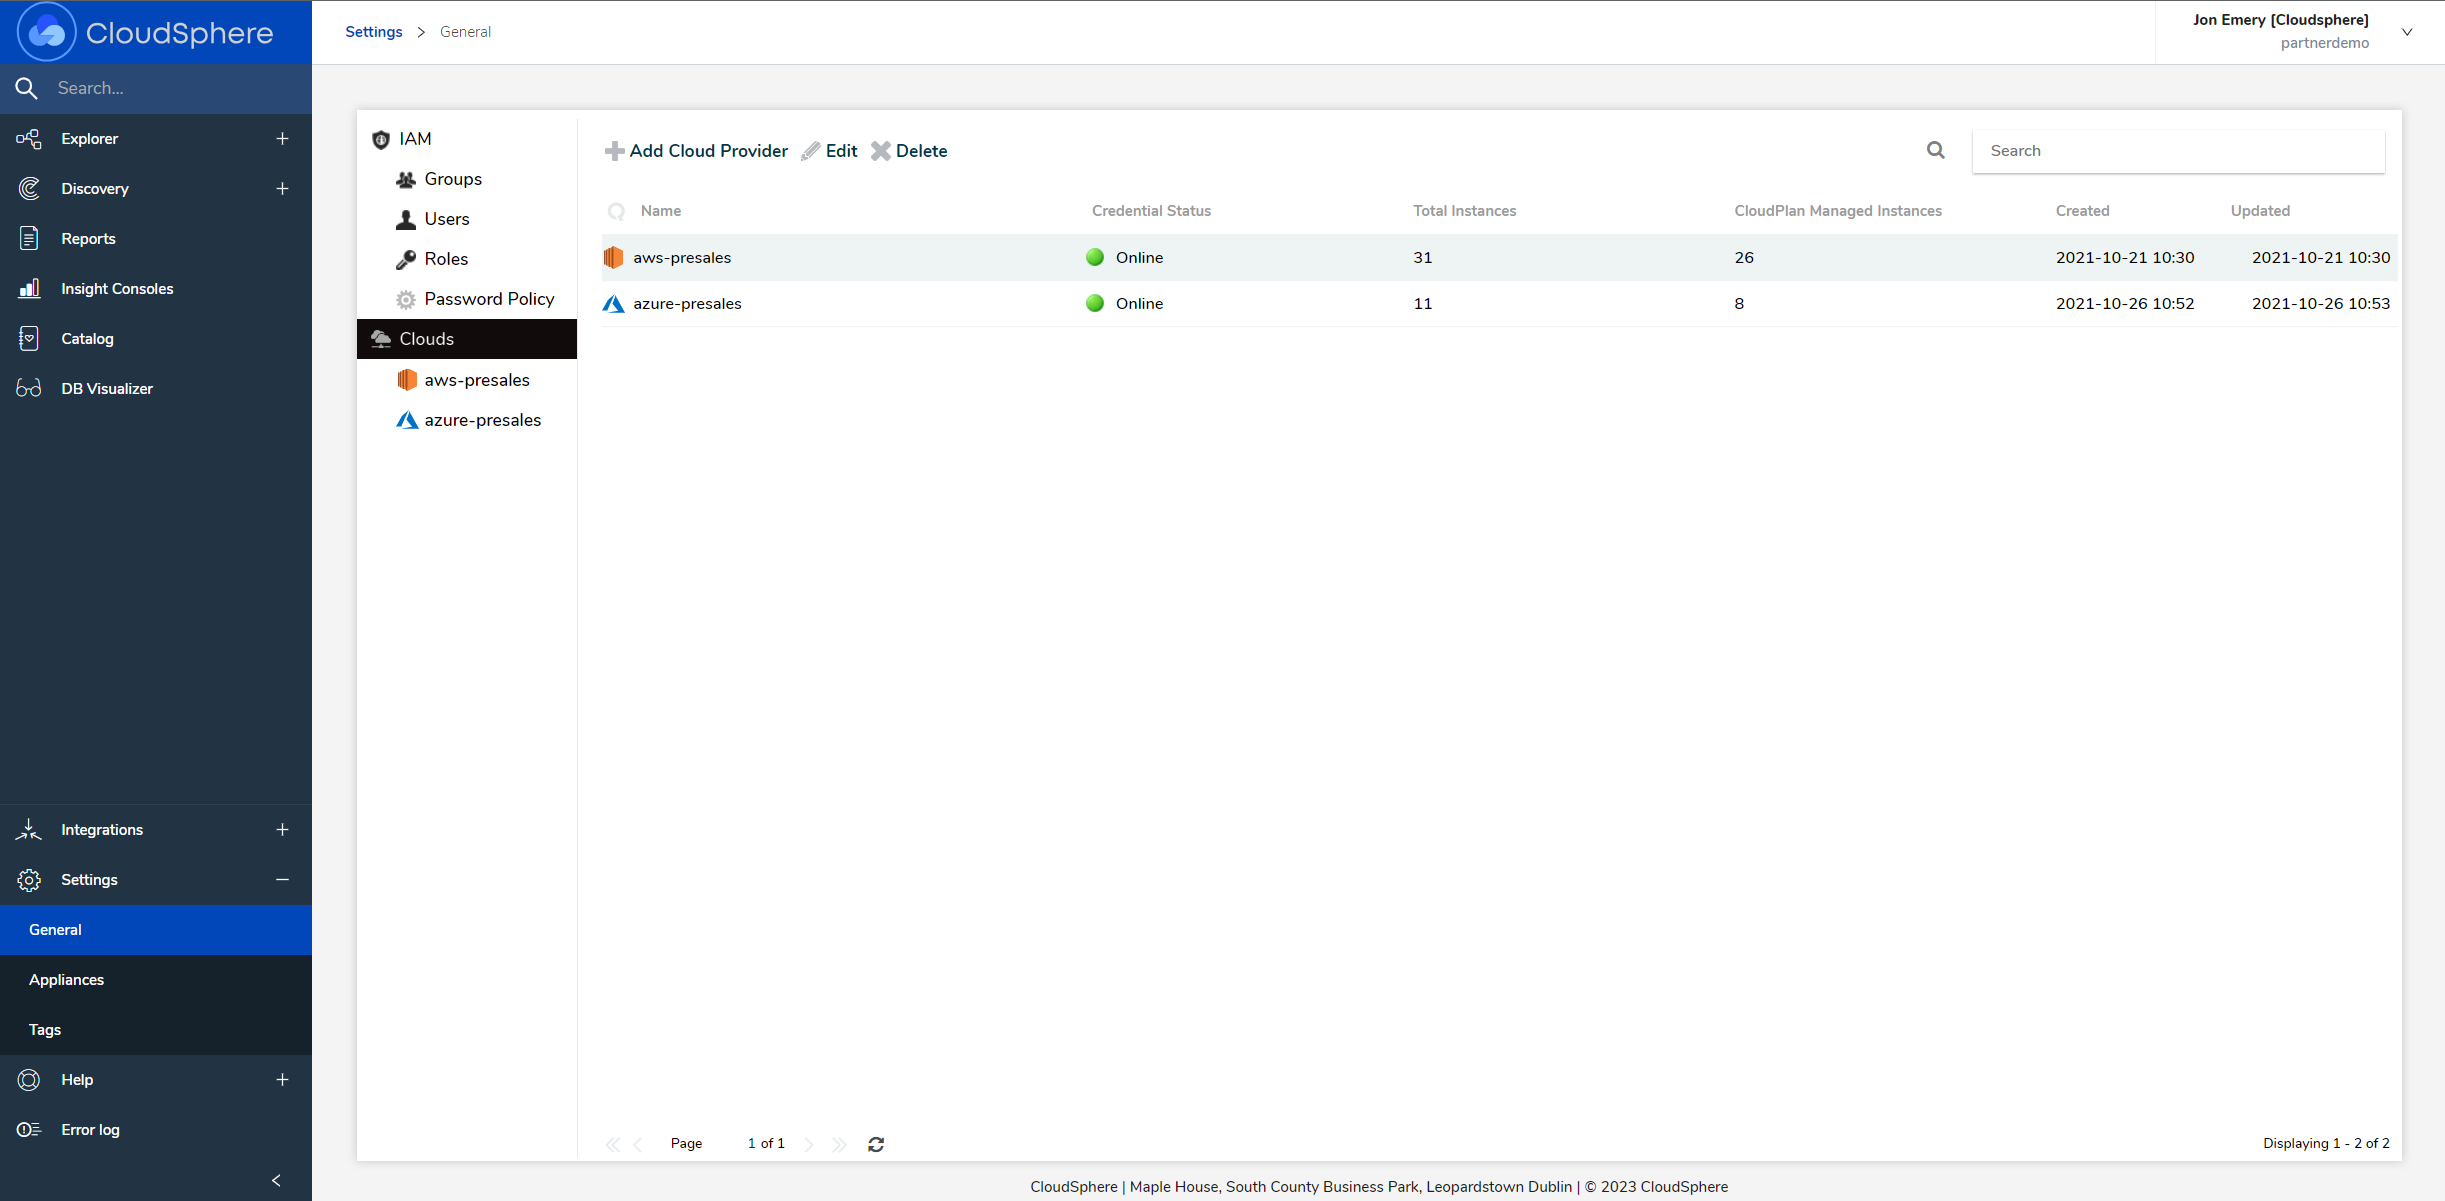 CloudSphere
Search...
Explorer
Discovery
Reports
Insight Consoles
Catalog
DB Visualizer
Integrations
Settings
General
Appliances
Tags
Help
Error log
Settings > General
Jon Emery [Cloudsphere]
partnerdemo
IAM
Groups
Users
Roles
Password Policy
Clouds
aws-presales
azure-presales
Add Cloud Provider Edit Delete
Search
Name Credential Status Total Instances CloudPlan Managed Instances Created Updated
aws-presales Online 31 26 2021-10-21 10:30 2021-10-21 10:30
azure-presales Online 11 8 2021-10-26 10:52 2021-10-26 10:53
Page 1 of 1
Displaying 1 - 2 of 2
CloudSphere | Maple House, South County Business Park, Leopardstown Dublin | © 2023 CloudSphere